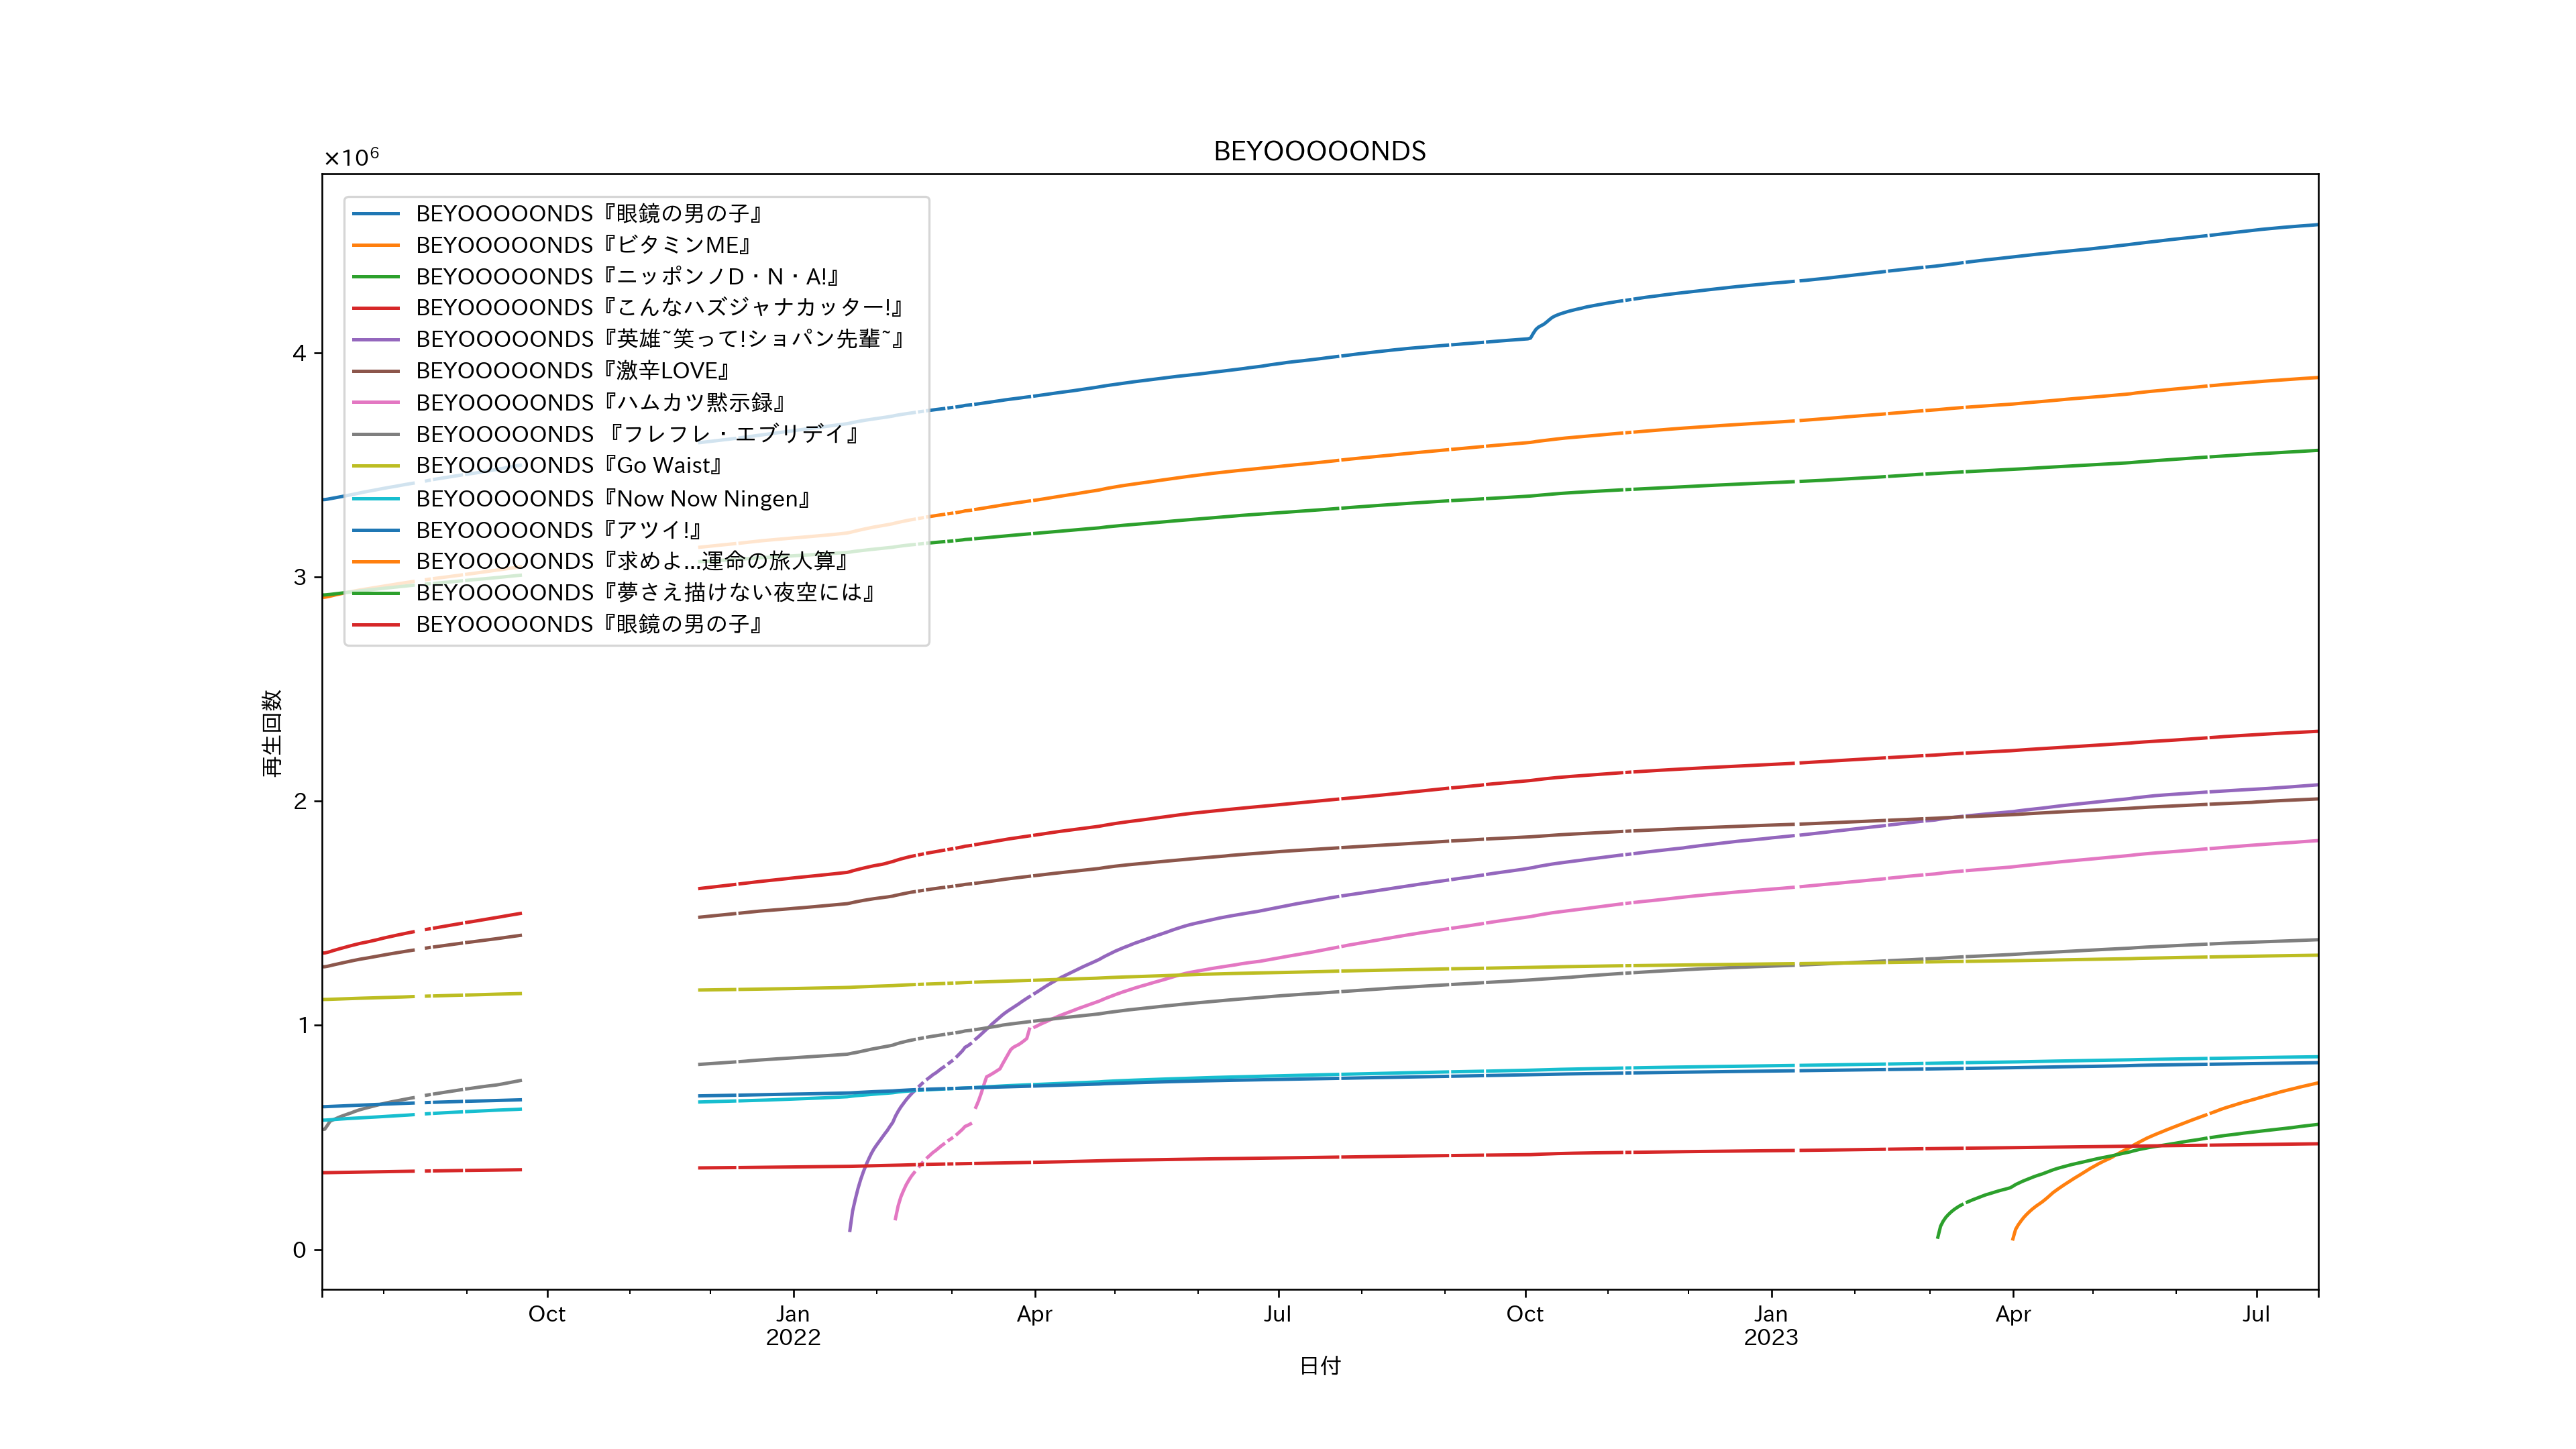 BEYOOOOONDS
×10⁶
BEYOOOOONDS『眼鏡の男の子』
BEYOOOOONDS『ビタミンME』
BEYOOOOONDS『ニッポンノD・N・A!』
BEYOOOOONDS『こんなハズジャナカッター!』
BEYOOOOONDS『英雄~笑って!ショパン先輩~』
BEYOOOOONDS『激辛LOVE』
BEYOOOOONDS『ハムカツ黙示録』
BEYOOOOONDS 『フレフレ・エブリデイ』
BEYOOOOONDS『Go Waist』
BEYOOOOONDS『Now Now Ningen』
BEYOOOOONDS『アツイ!』
BEYOOOOONDS『求めよ...運命の旅人算』
BEYOOOOONDS『夢さえ描けない夜空には』
BEYOOOOONDS『眼鏡の男の子』
4
3
2
1
0
再生回数
Oct Jan Apr Jul Oct Jan Apr Jul
2022 2023
日付